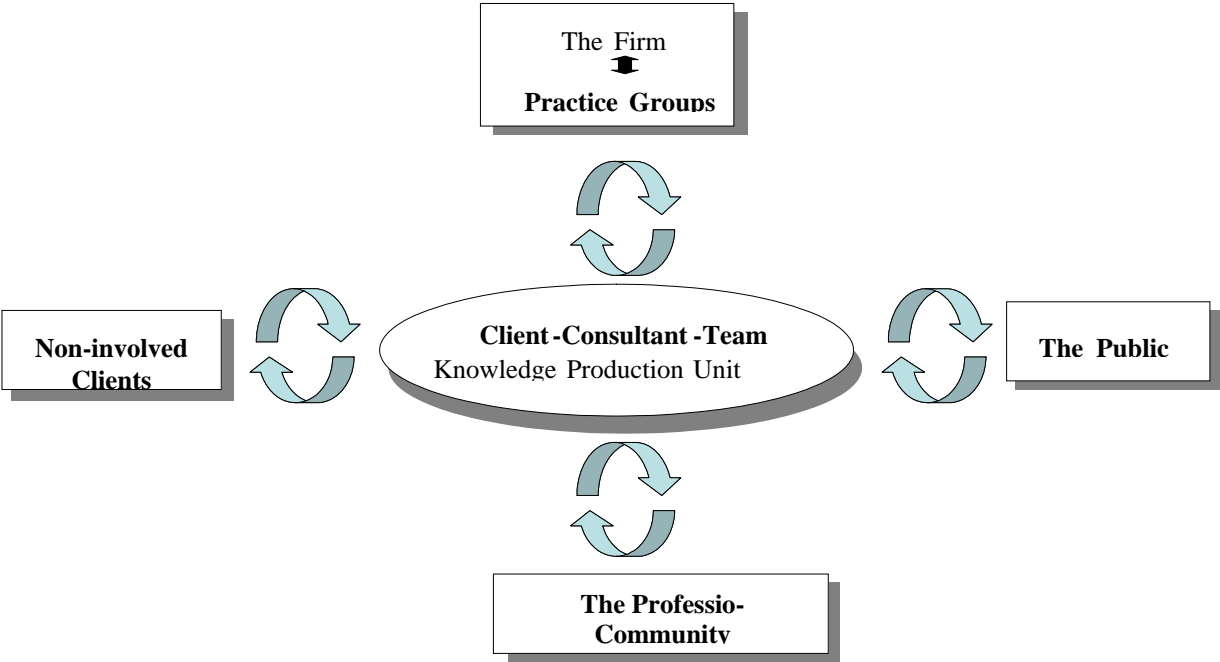 The Firm
Practice Groups
Non-involved
Clients
Client-Consultant-Team
Knowledge Production Unit
The Public
The Professio-
Community